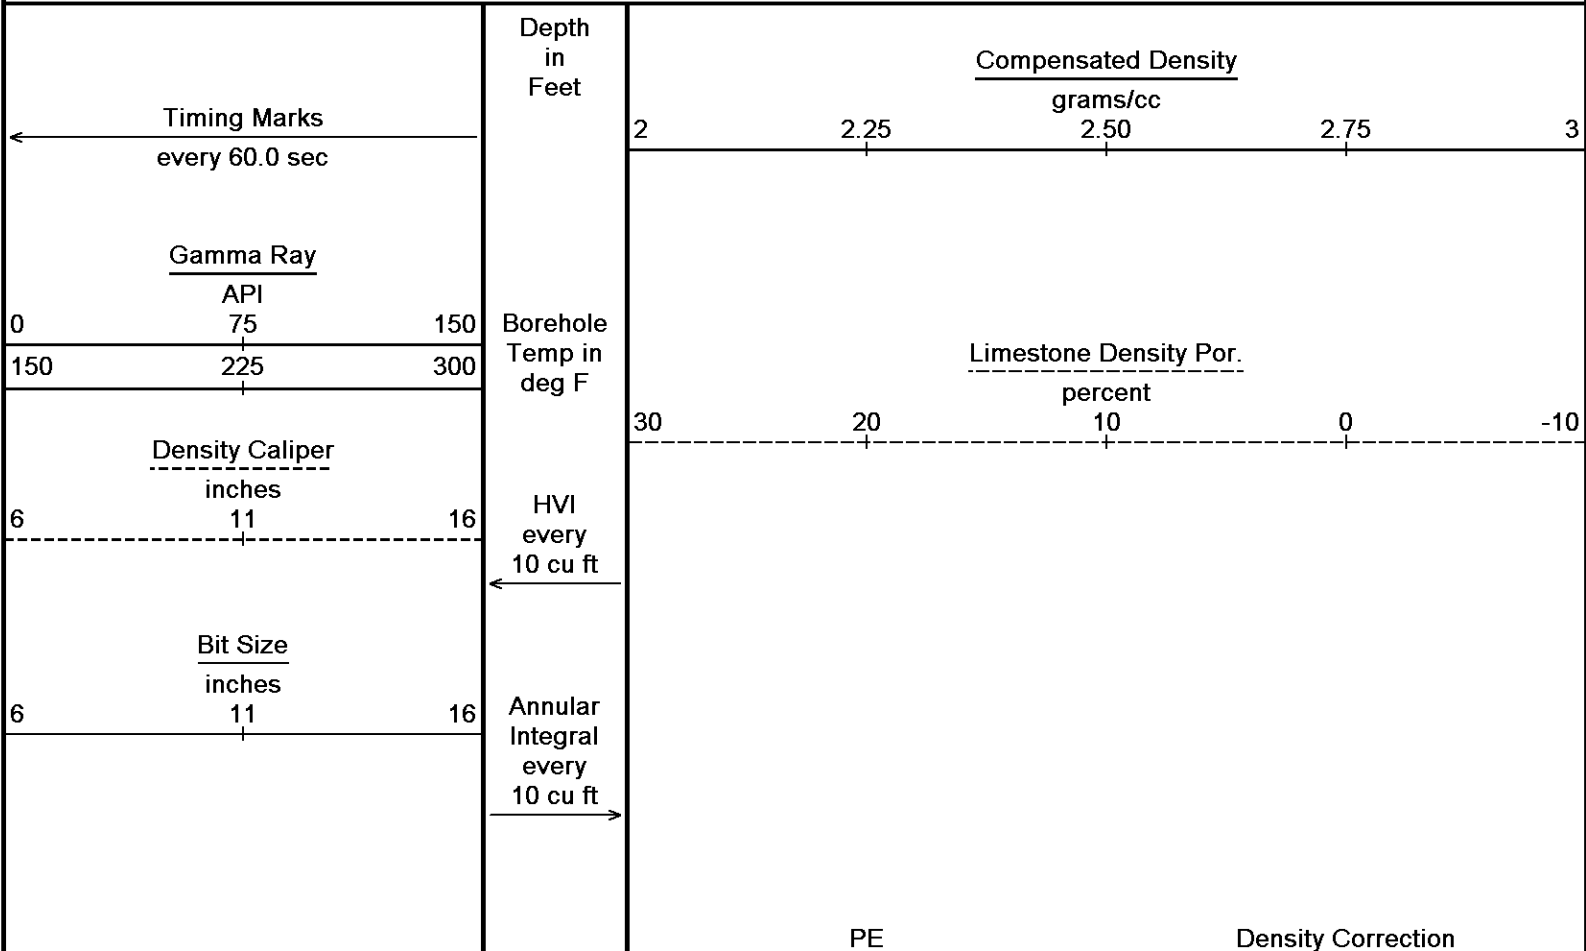 Timing Marks
every 60.0 sec
Gamma Ray
API
0 75 150
150 225 300
Density Caliper
inches
6 11 16
Bit Size
inches
6 11 16
Depth
in
Feet
Borehole
Temp in
deg F
HVI
every
10 cu ft
Annular
Integral
every
10 cu ft
Compensated Density
grams/cc
2 2.25 2.50 2.75 3
Limestone Density Por.
percent
30 20 10 0 -10
PE Density Correction